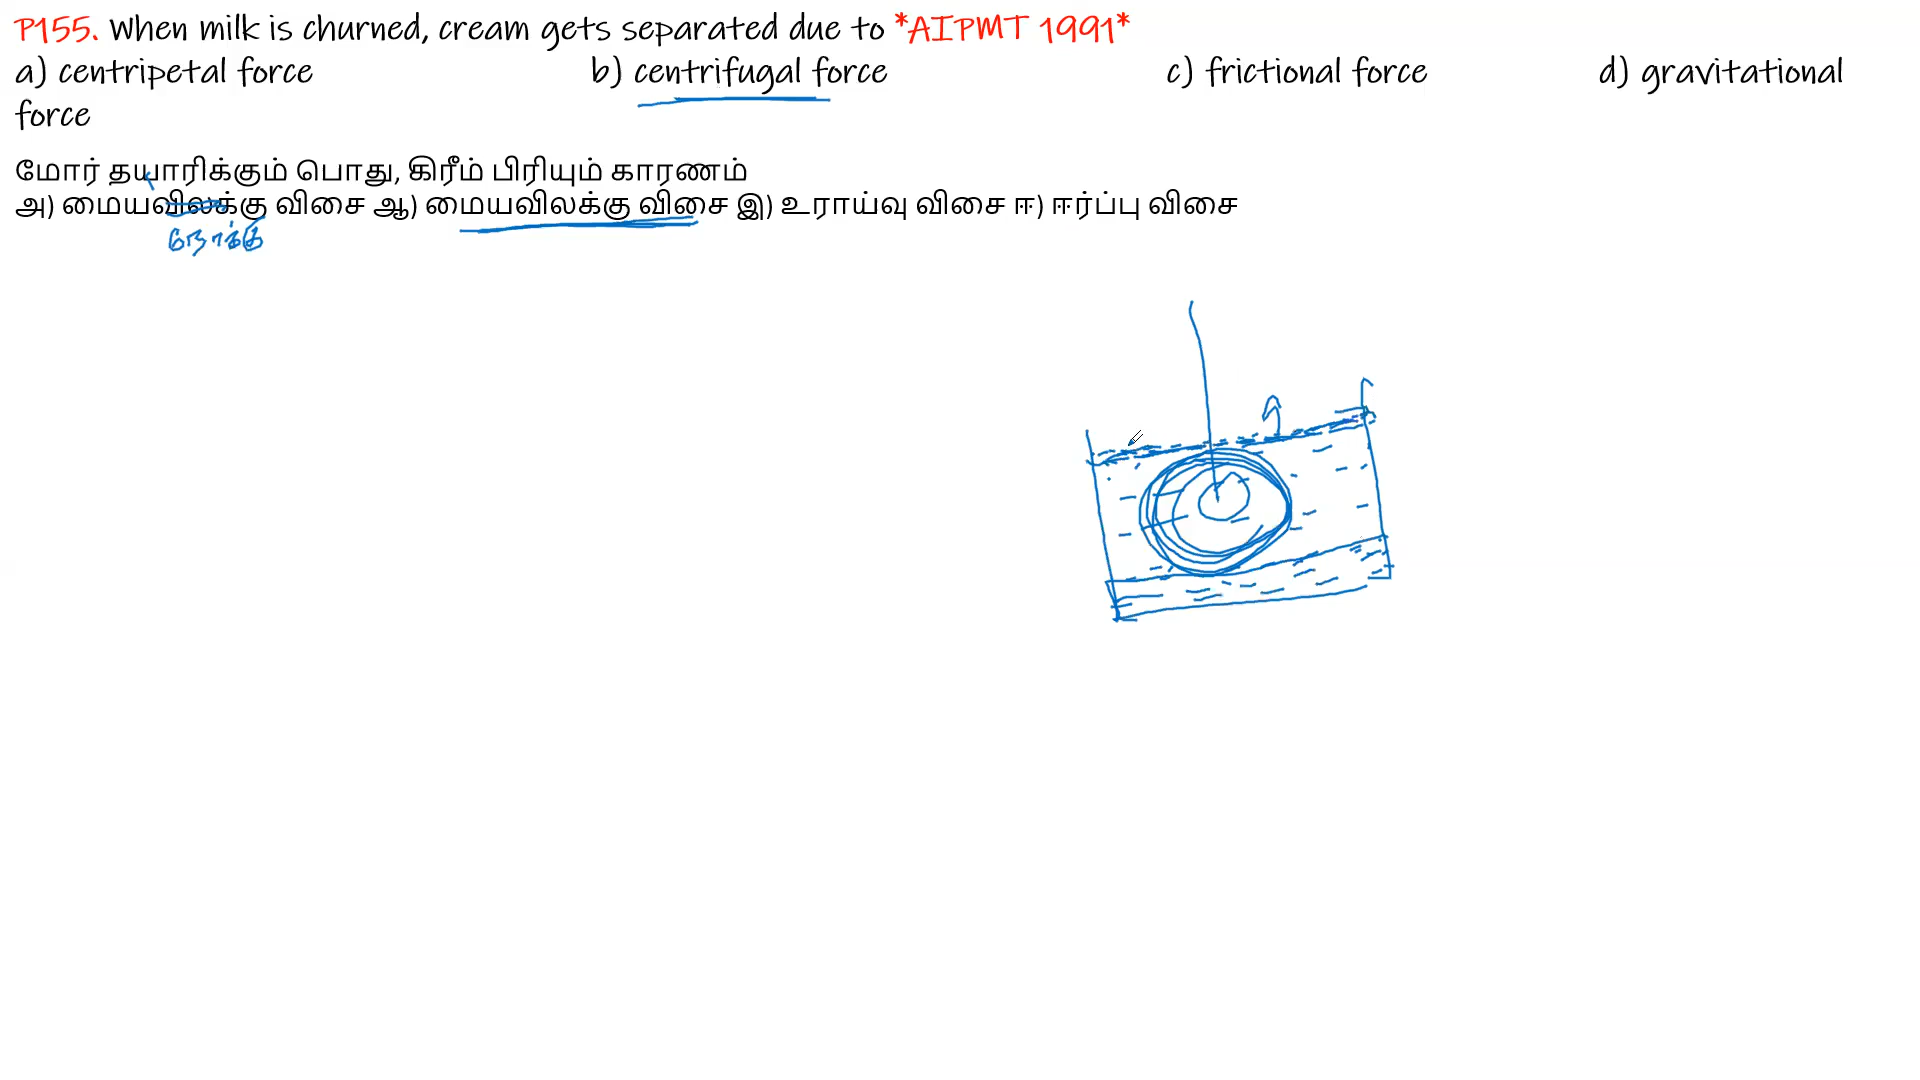 P155. When milk is churned, cream gets separated due to *AIPMT 1991*
a) centripetal force b) centrifugal force c) frictional force d) gravitational
force
மோர் தயாரிக்கும் பொது, கிரீம் பிரியும் காரணம்
அ) மையவிலக்கு விசை ஆ) மையவிலக்கு விசை இ) உராய்வு விசை ஈ) ஈர்ப்பு விசை
நோக்கு